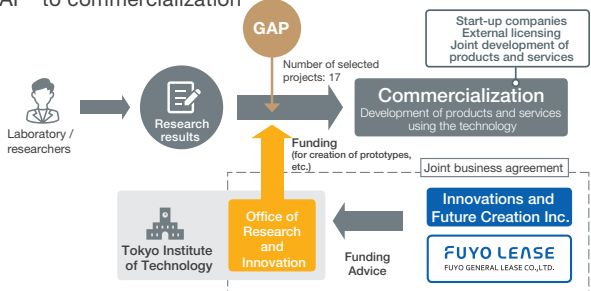 AP" to commercialization
GAP
Start-up companies
External licensing
Joint development of
products and services
Number of selected
projects: 17
Commercialization
Development of products and services
using the technology
Research
results
Laboratory /
researchers
Funding
(for creation of prototypes,
etc.)
Joint business agreement
Office of
Research
and
Innovation
Innovations and
Future Creation Inc.
Tokyo Institute
of Technology
Funding
Advice
FUYO LEASE
FUYO GENERAL LEASE CO.,LTD.